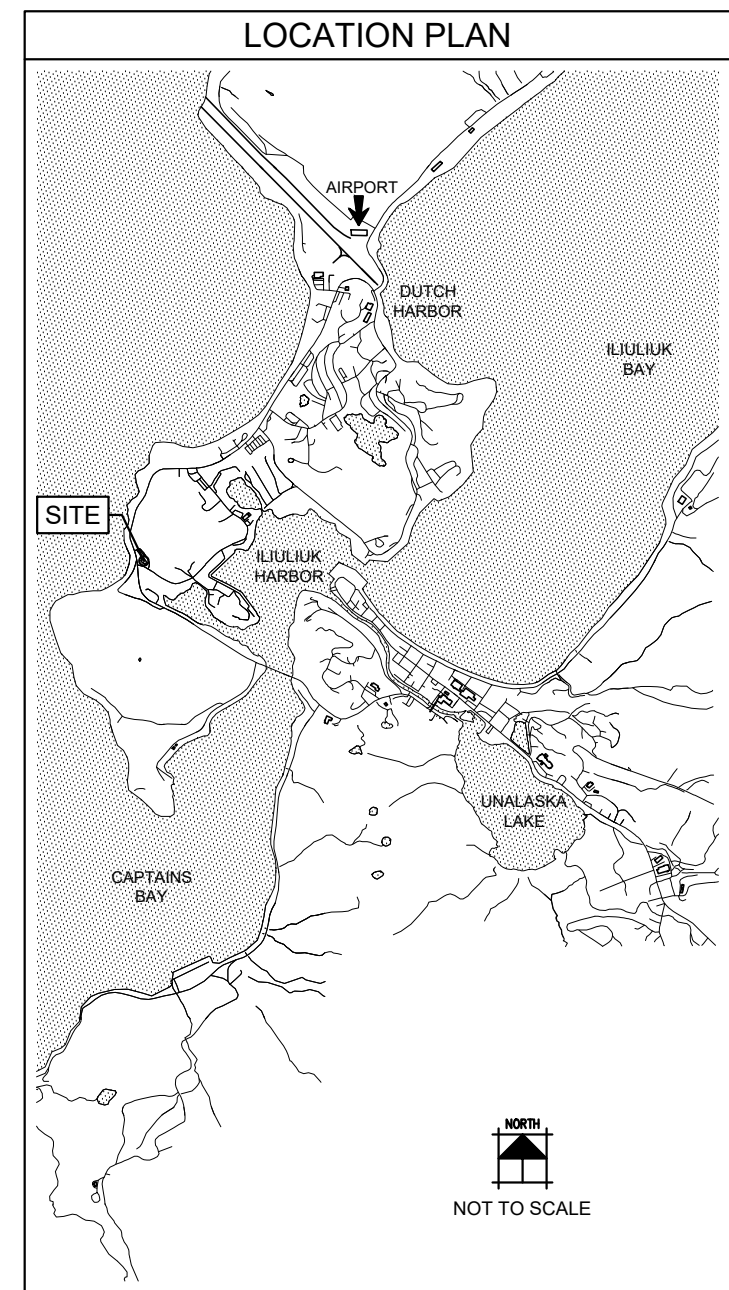 LOCATION PLAN
AIRPORT
DUTCH
HARBOR
ILIULIUK
BAY
SITE
ILIULIUK
HARBOR
UNALASKA
LAKE
CAPTAINS
BAY
NORTH
NOT TO SCALE